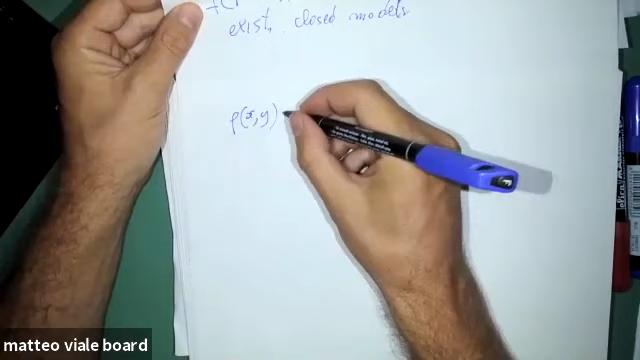 exist. closed models
p(x,y)
matteo viale board